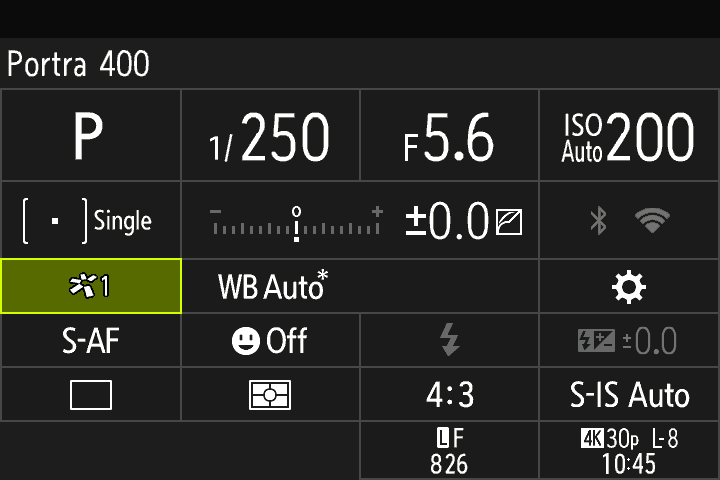 Portra 400
P
1/250
F5.6
ISO Auto 200
Single
±0.0
1
WB Auto*
S-AF
Off
±0.0
4:3
S-IS Auto
L F
826
4K 30p L-8
10:45